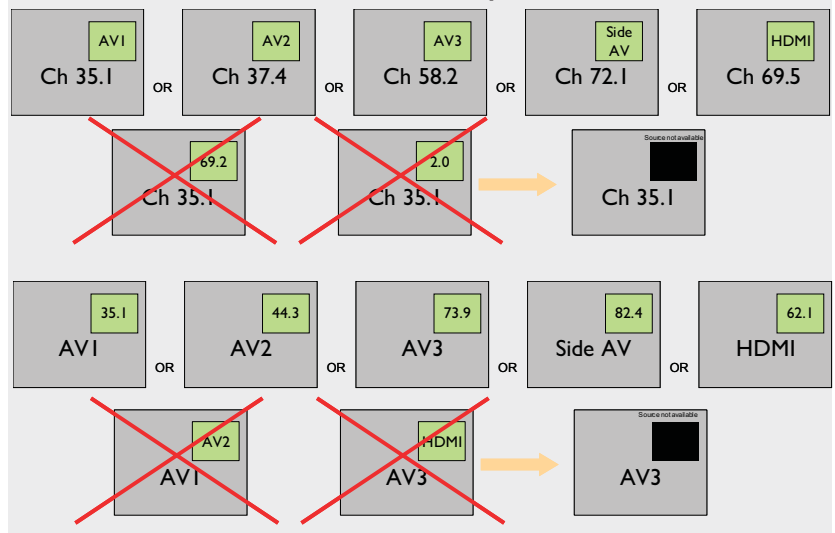 AV1
Ch 35.1
OR
AV2
Ch 37.4
OR
AV3
Ch 58.2
OR
Side
AV
Ch 72.1
OR
HDMI
Ch 69.5
69.2
Ch 35.1
2.0
Ch 35.1
Source not available
Ch 35.1
35.1
AV1
OR
44.3
AV2
OR
73.9
AV3
OR
82.4
Side AV
OR
62.1
HDMI
AV2
AV1
HDMI
AV3
Source not available
AV3